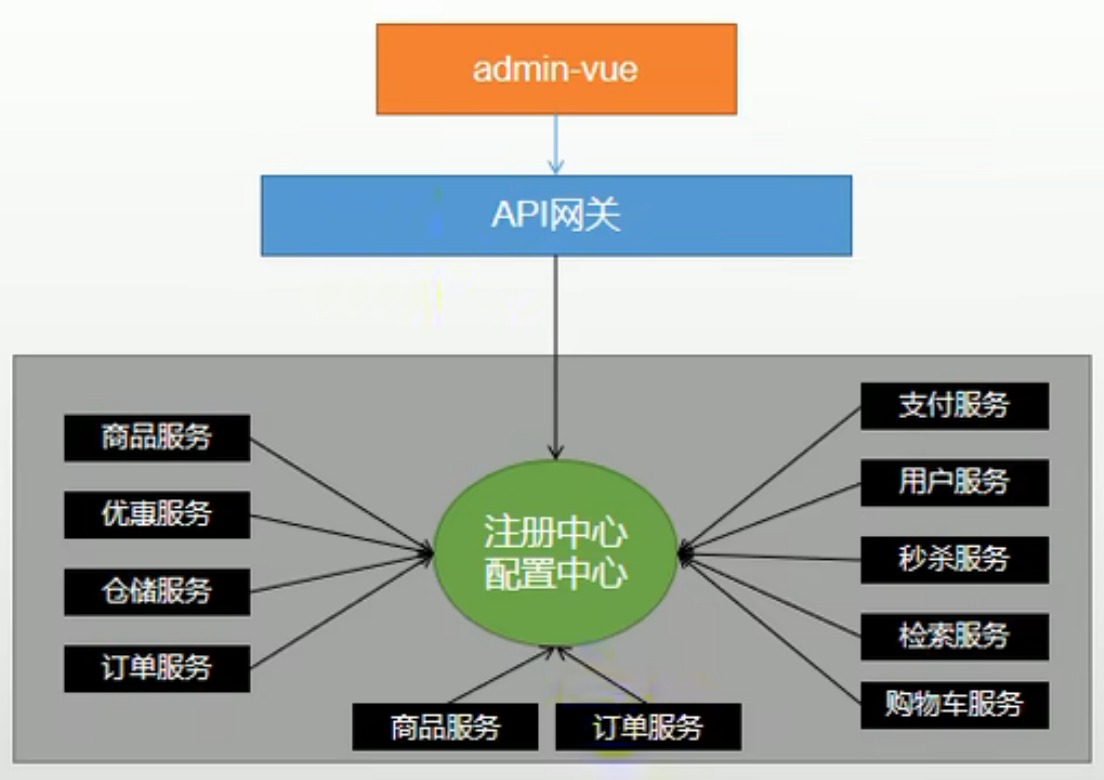 admin-vue
API网关
商品服务
优惠服务
仓储服务
订单服务
注册中心
配置中心
支付服务
用户服务
秒杀服务
检索服务
购物车服务
商品服务
订单服务